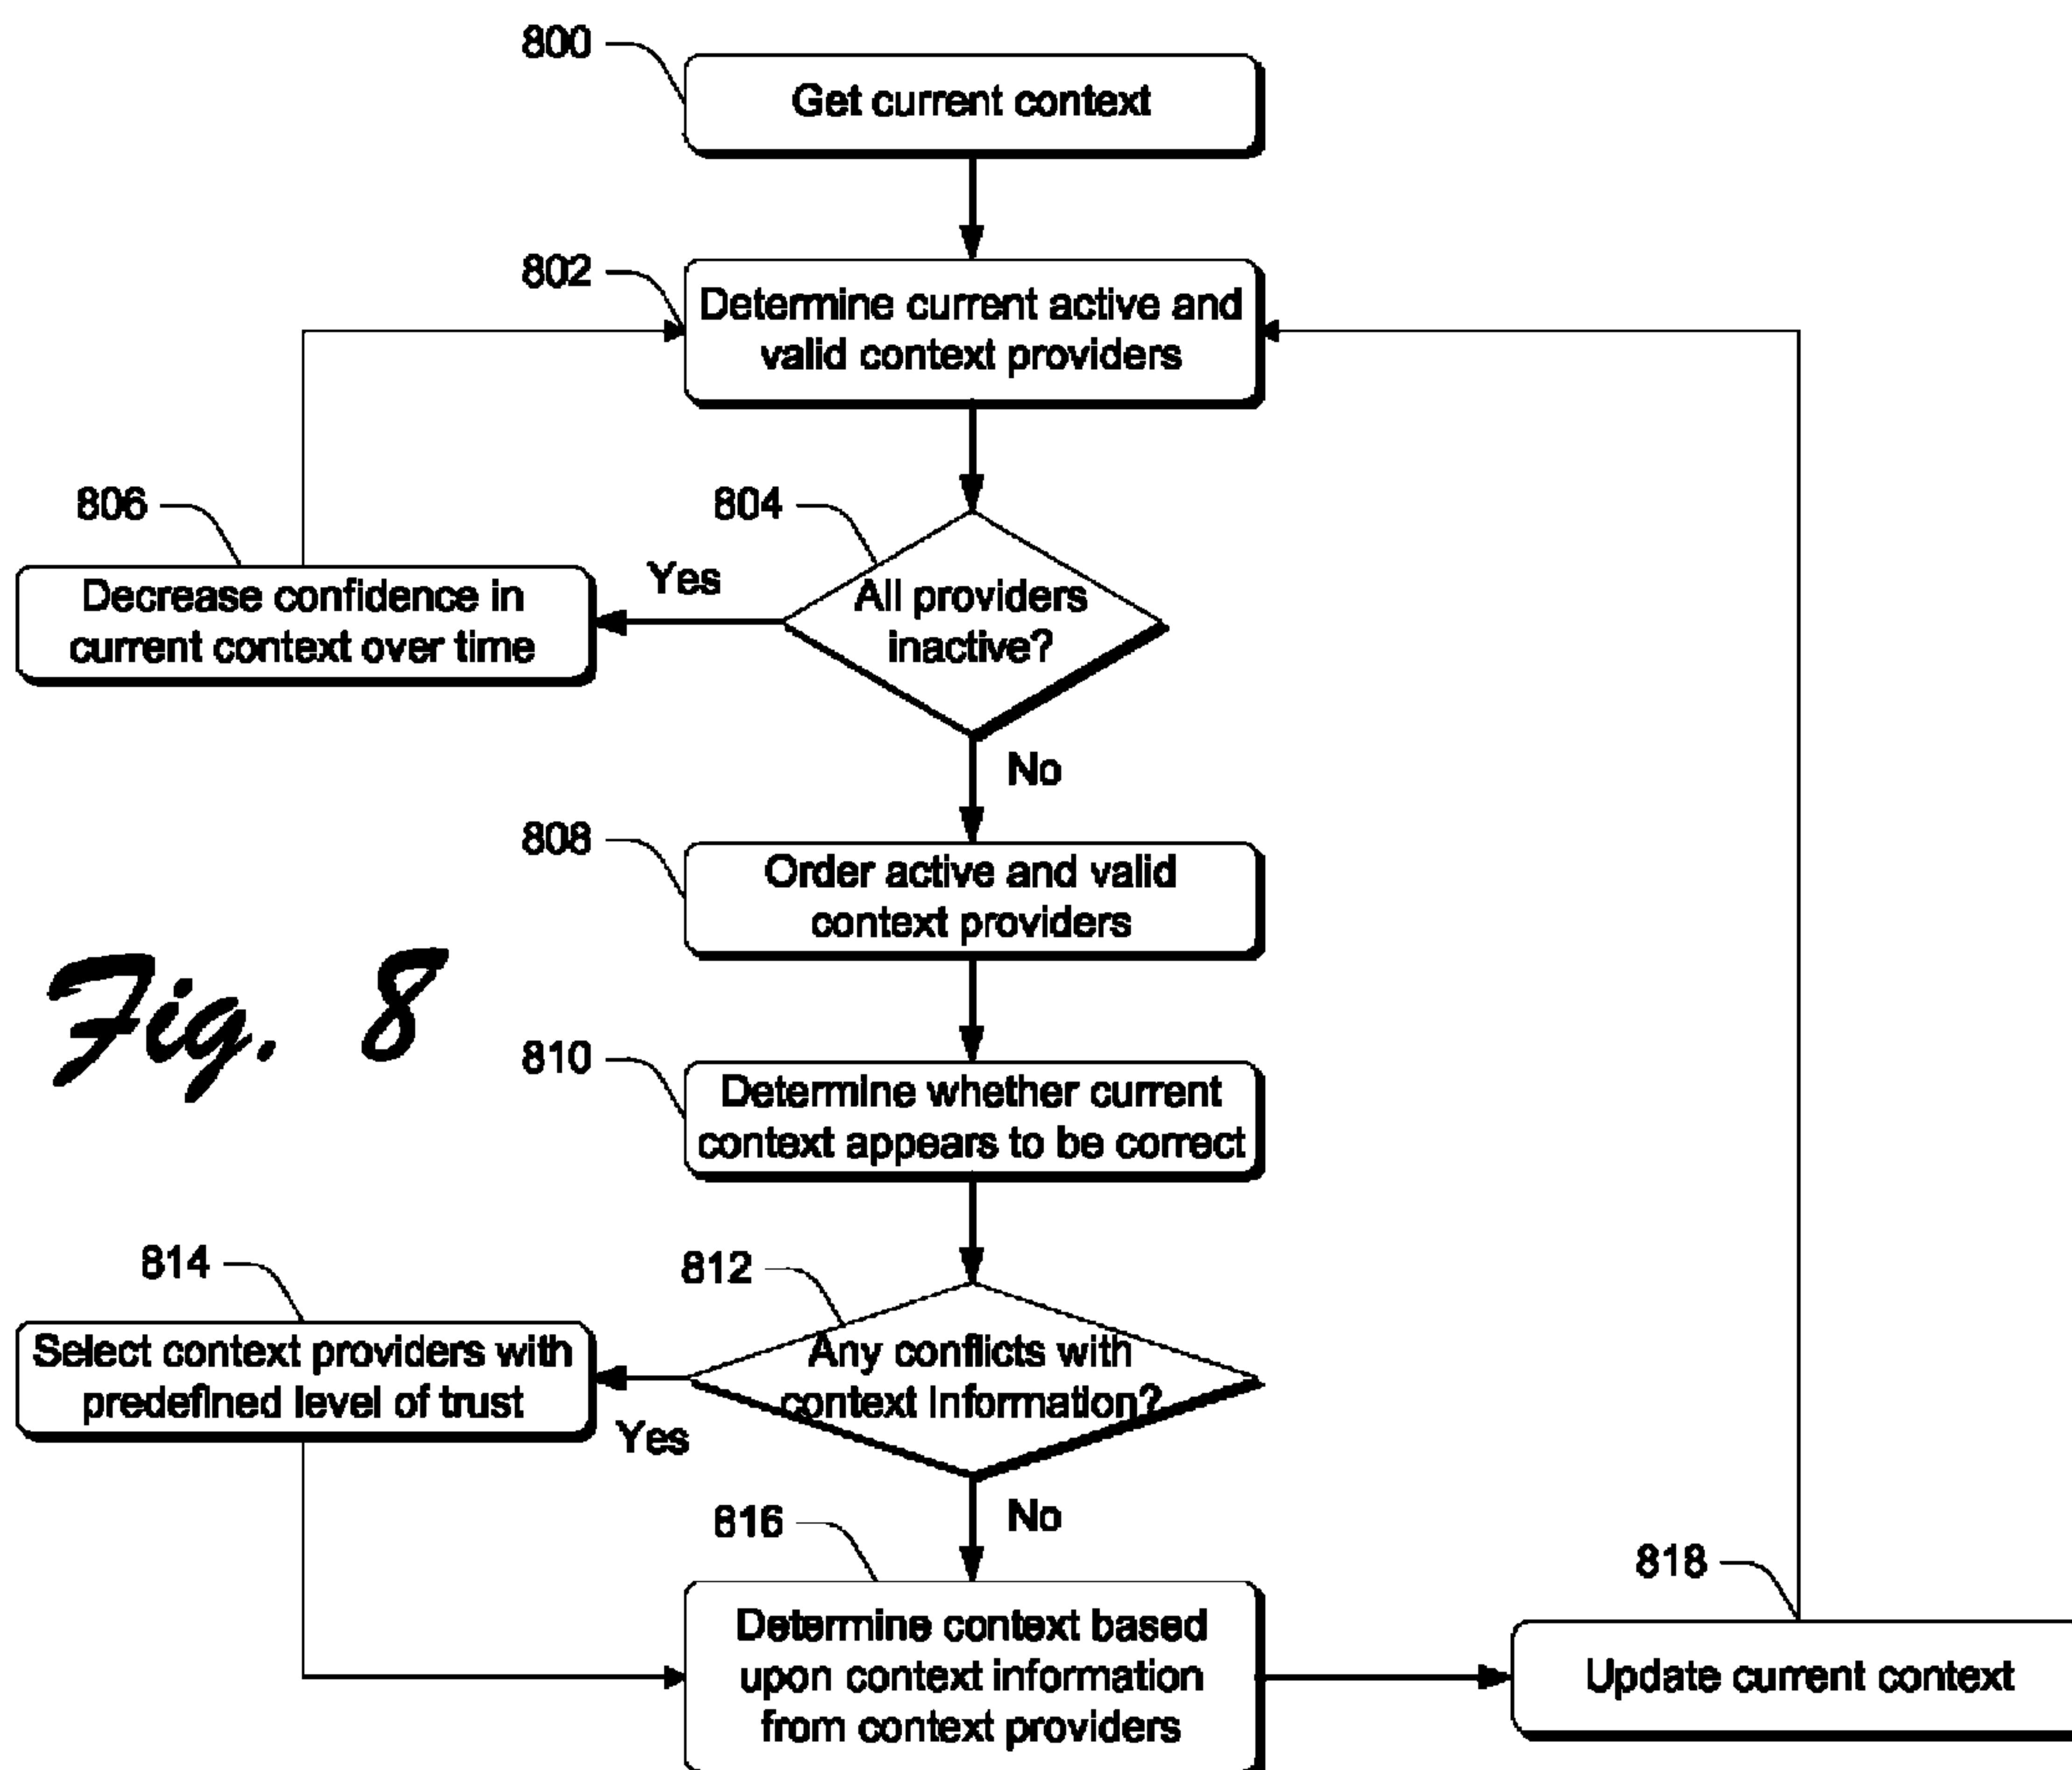 800
Get current context
802
Determine current active and
valid context providers
806
804
Decrease confidence in
current context over time
Yes
All providers
inactive?
No
808
Order active and valid
context providers
Fig. 8
810
Determine whether current
context appears to be correct
814
812
Select context providers with
predefined level of trust
Yes
Any conflicts with
context Information?
No
816
Determine context based
upon context information
from context providers
818
Update current context